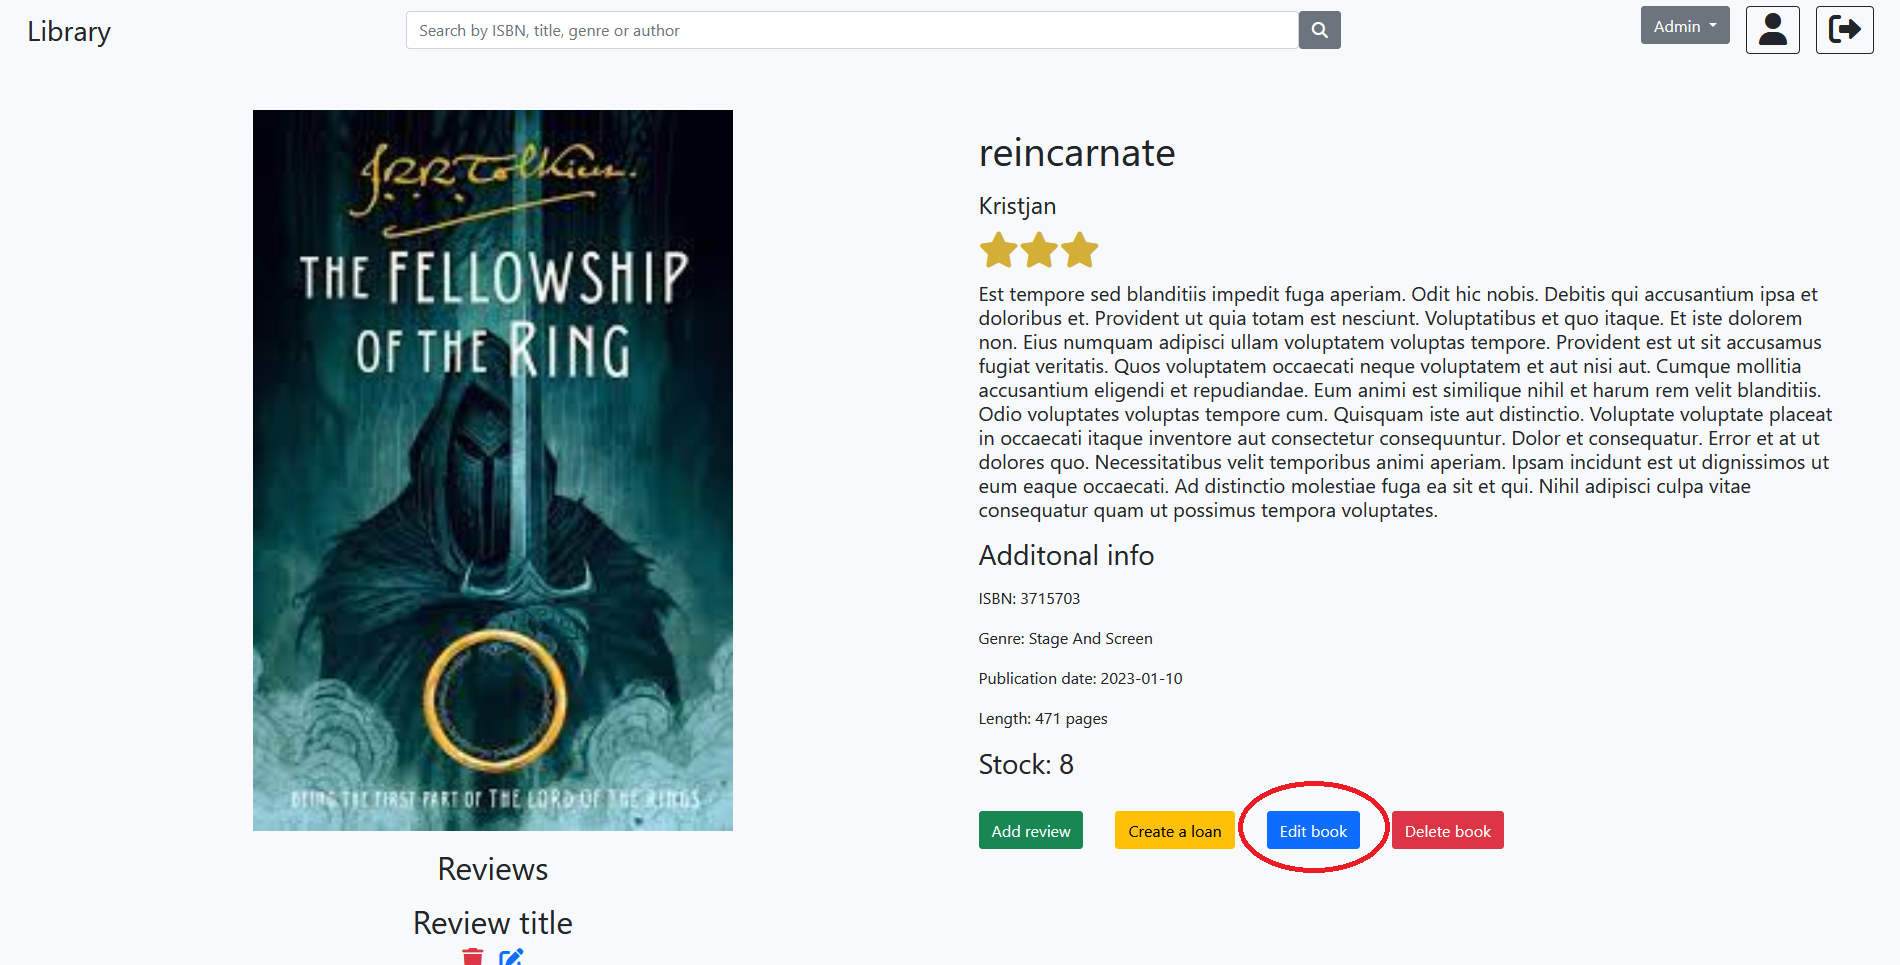 Library
Search by ISBN, title, genre or author
Admin
J.R.R. Tolkien.
THE FELLOWSHIP
OF THE RING
BEING THE FIRST PART OF THE LORD OF THE RINGS
reincarnate
Kristjan
Est tempore sed blanditiis impedit fuga aperiam. Odit hic nobis. Debitis qui accusantium ipsa et
doloribus et. Provident ut quia totam est nesciunt. Voluptatibus et quo itaque. Et iste dolorem
non. Eius numquam adipisci ullam voluptatem voluptas tempore. Provident est ut sit accusamus
fugiat veritatis. Quos voluptatem occaecati neque voluptatem et aut nisi aut. Cumque mollitia
accusantium eligendi et repudiandae. Eum animi est similique nihil et harum rem velit blanditiis.
Odio voluptates voluptas tempore cum. Quisquam iste aut distinctio. Voluptate voluptate placeat
in occaecati itaque inventore aut consectetur consequuntur. Dolor et consequatur. Error et at ut
dolores quo. Necessitatibus velit temporibus animi aperiam. Ipsam incidunt est ut dignissimos ut
eum eaque occaecati. Ad distinctio molestiae fuga ea sit et qui. Nihil adipisci culpa vitae
consequatur quam ut possimus tempora voluptates.
Additonal info
ISBN: 3715703
Genre: Stage And Screen
Publication date: 2023-01-10
Length: 471 pages
Stock: 8
Add review
Create a loan
Edit book
Delete book
Reviews
Review title